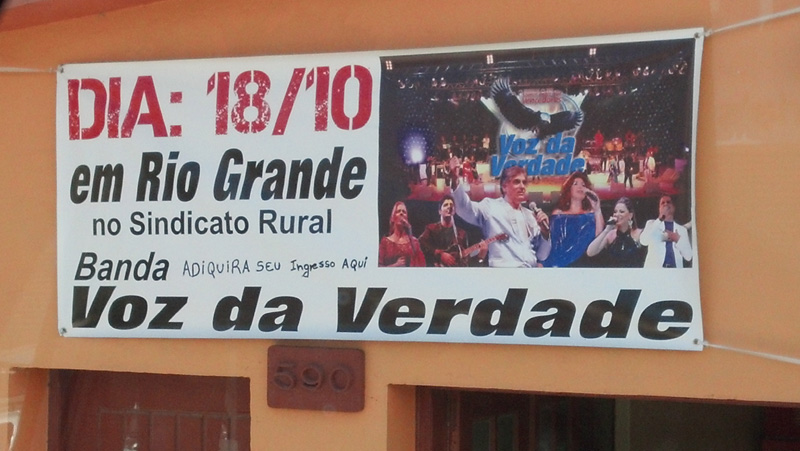 DIA: 18/10
em Rio Grande
no Sindicato Rural
Banda ADIQUIRA SEU Ingresso AQUI
Voz da Verdade
Voz da
Verdade
590